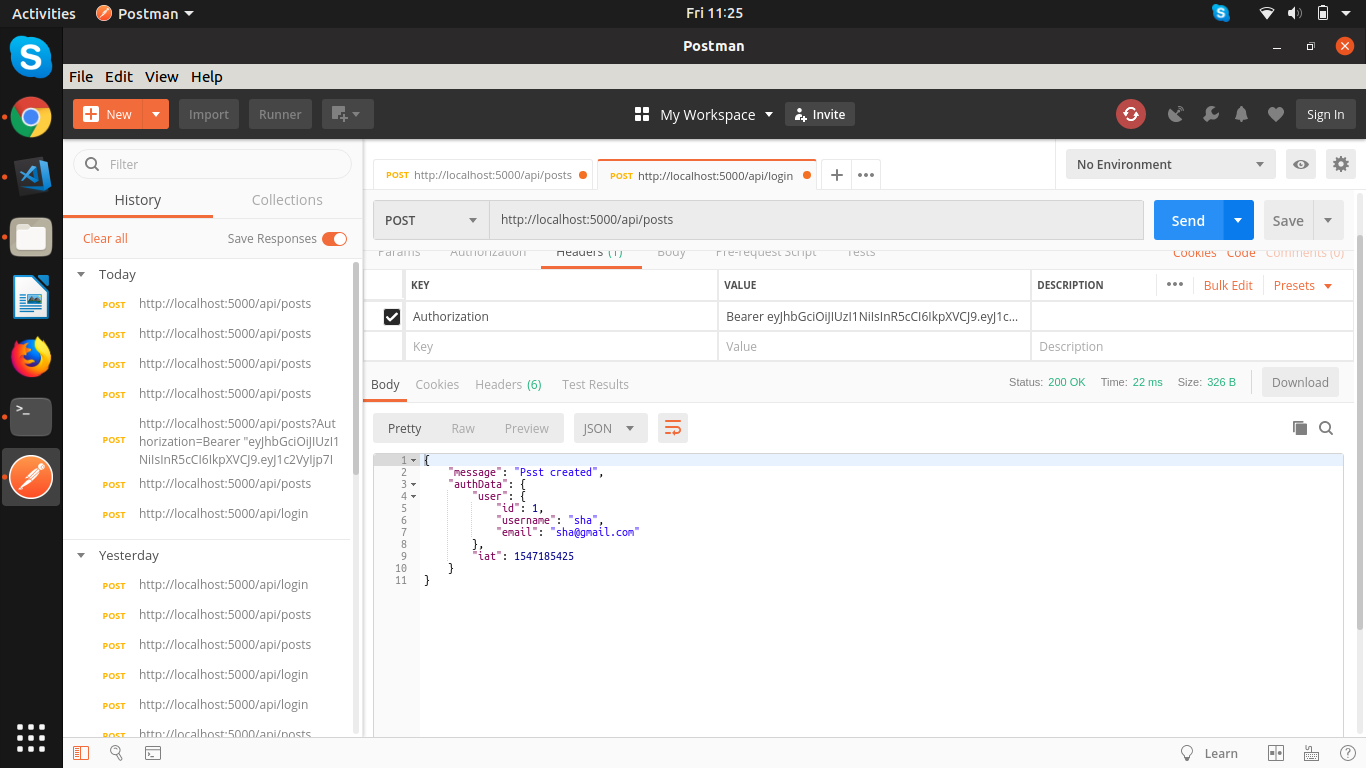 Activities Postman Fri 11:25
Postman
File Edit View Help
New Import Runner My Workspace Invite Sign In
Filter
History Collections
Clear all Save Responses
Today
POST http://localhost:5000/api/posts
POST http://localhost:5000/api/posts
POST http://localhost:5000/api/posts
POST http://localhost:5000/api/posts
http://localhost:5000/api/posts?Aut
POST horization=Bearer "eyJhbGciOiJIUzI1
NiIsInR5cCI6IkpXVCJ9.eyJ1c2VyIjp7I
POST http://localhost:5000/api/posts
POST http://localhost:5000/api/login
Yesterday
POST http://localhost:5000/api/login
POST http://localhost:5000/api/posts
POST http://localhost:5000/api/posts
POST http://localhost:5000/api/login
POST http://localhost:5000/api/login
POST http://localhost:5000/api/posts
POST http://localhost:5000/api/posts POST http://localhost:5000/api/login + ••• No Environment
POST http://localhost:5000/api/posts Send Save
Params Authorization Headers (1) Body Pre-request Script Tests Cookies Code Comments (0)
KEY VALUE DESCRIPTION ••• Bulk Edit Presets
Authorization Bearer eyJhbGciOiJIUzI1NiIsInR5cCI6IkpXVCJ9.eyJ1c...
Key Value Description
Body Cookies Headers (6) Test Results Status: 200 OK Time: 22 ms Size: 326 B Download
Pretty Raw Preview JSON
1 {
2 "message": "Psst created",
3 "authData": {
4 "user": {
5 "id": 1,
6 "username": "sha",
7 "email": "sha@gmail.com"
8 },
9 "iat": 1547185425
10 }
11 }
Learn